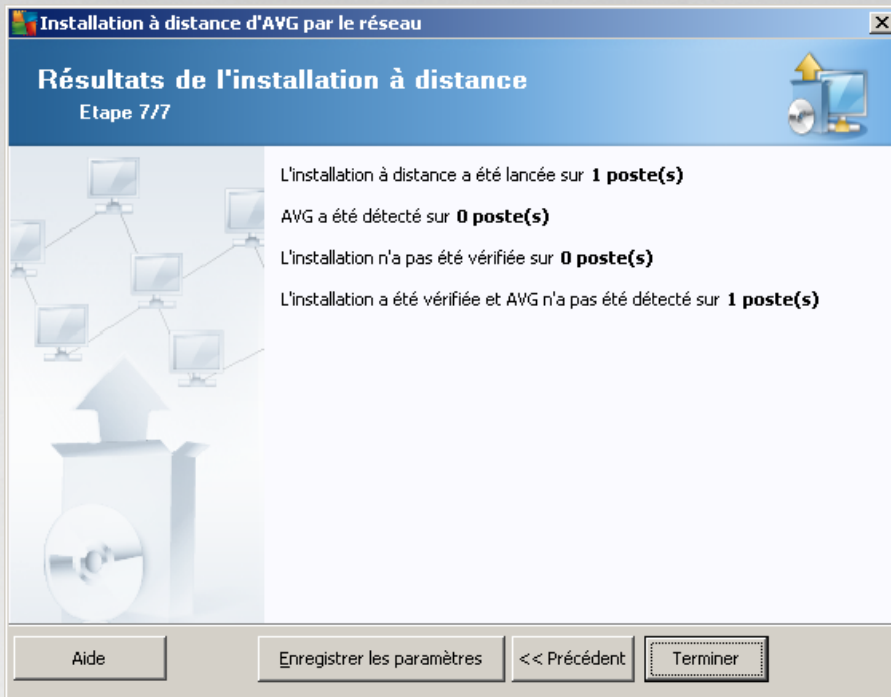 Installation à distance d'AVG par le réseau
Résultats de l'installation à distance
Etape 7/7
L'installation à distance a été lancée sur 1 poste(s)
AVG a été détecté sur 0 poste(s)
L'installation n'a pas été vérifiée sur 0 poste(s)
L'installation a été vérifiée et AVG n'a pas été détecté sur 1 poste(s)
Aide
Enregistrer les paramètres
<< Précédent
Terminer